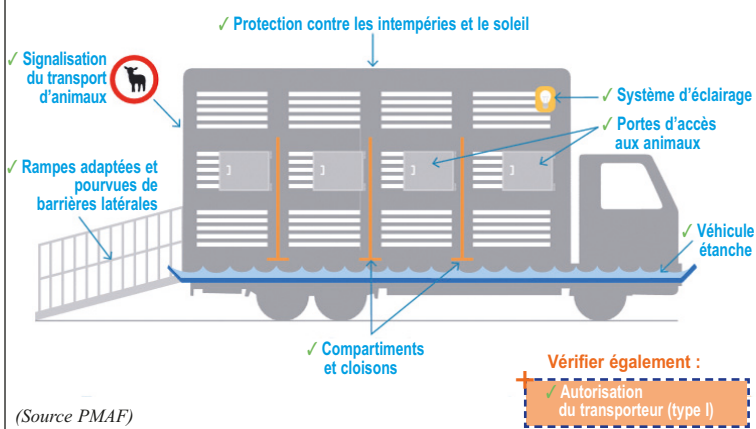 ✓ Protection contre les intempéries et le soleil
✓ Signalisation
du transport
d'animaux
✓ Système d'éclairage
✓ Portes d'accès
aux animaux
✓ Rampes adaptées et
pourvues de
barrières latérales
✓ Véhicule
étanche
✓ Compartiments
et cloisons
Vérifier également :
✓ Autorisation
du transporteur (type I)
(Source PMAF)